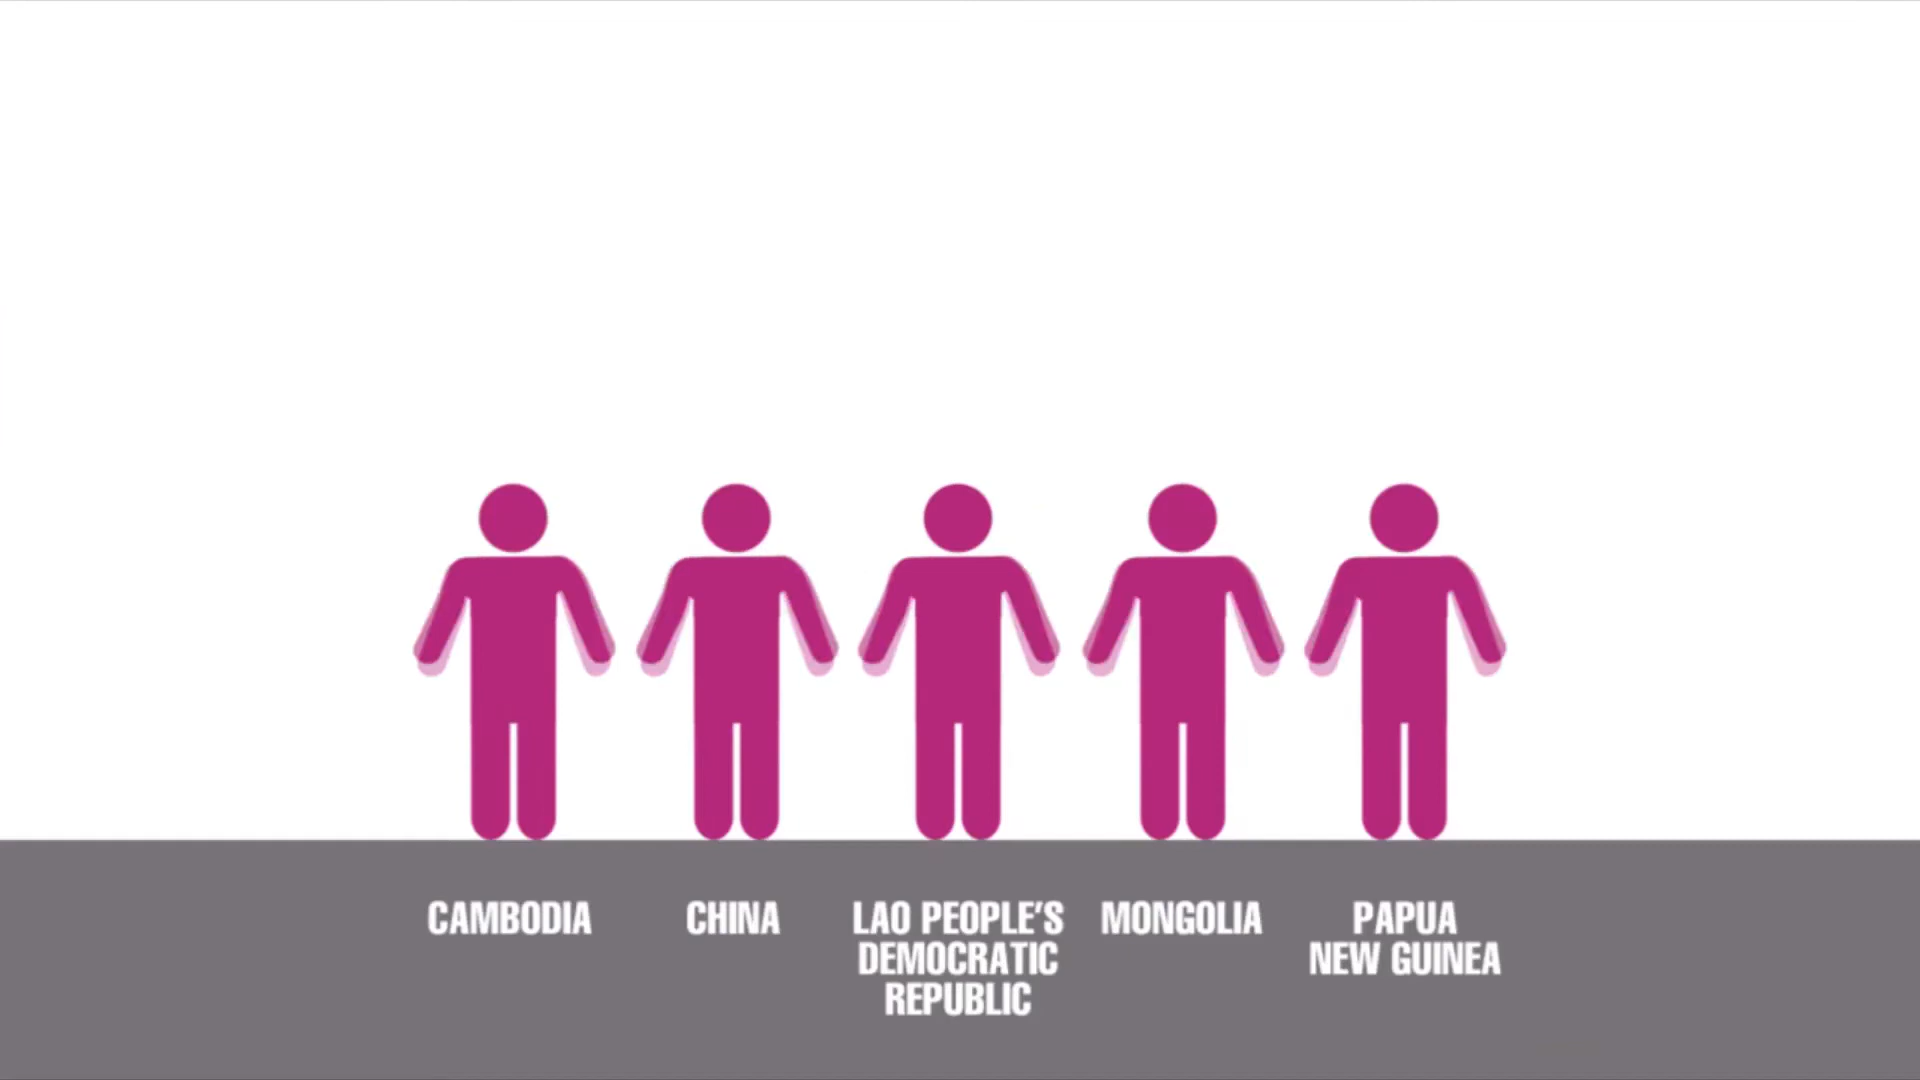 CAMBODIA
CHINA
LAO PEOPLE'S
DEMOCRATIC
REPUBLIC
MONGOLIA
PAPUA
NEW GUINEA